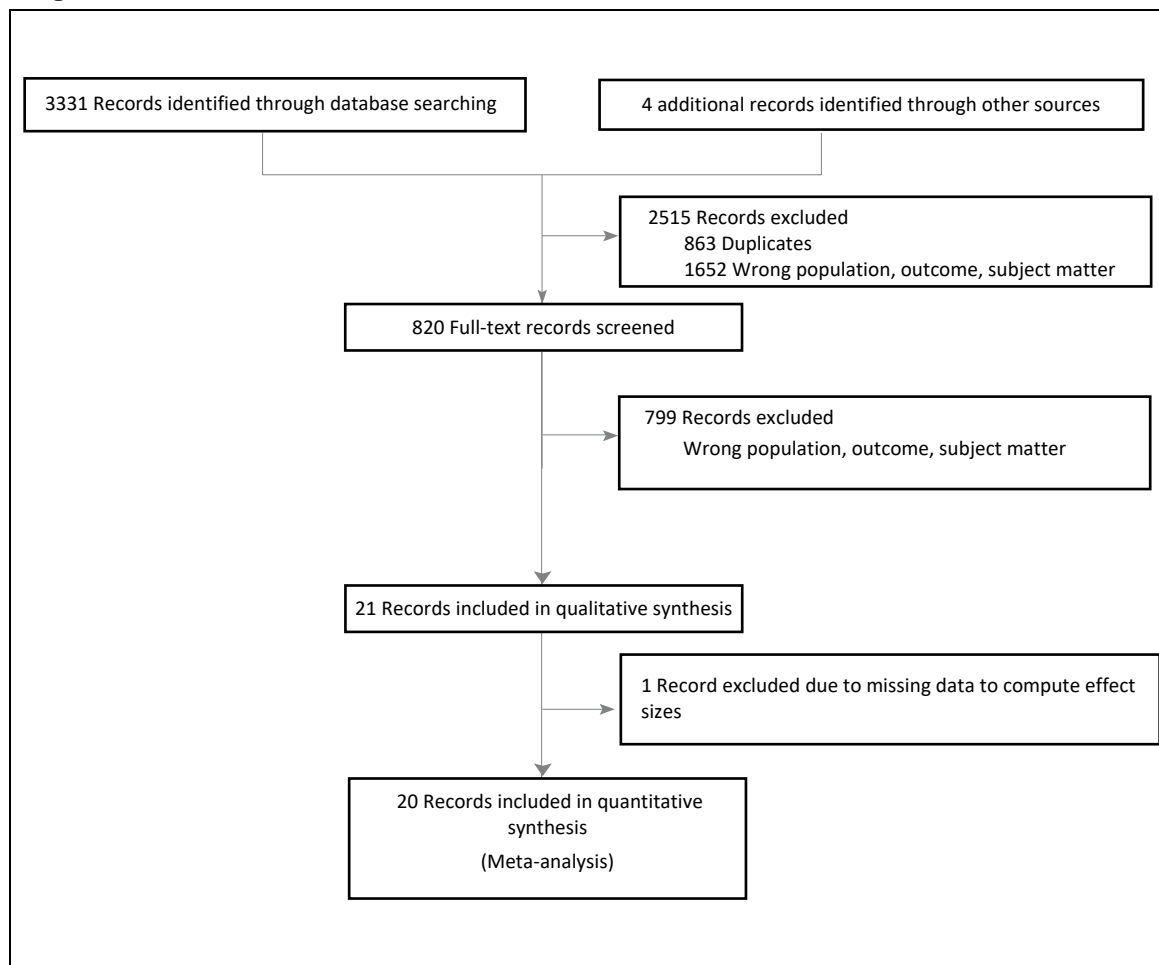 3331 Records identified through database searching
4 additional records identified through other sources
2515 Records excluded
863 Duplicates
1652 Wrong population, outcome, subject matter
820 Full-text records screened
799 Records excluded
Wrong population, outcome, subject matter
21 Records included in qualitative synthesis
1 Record excluded due to missing data to compute effect
sizes
20 Records included in quantitative
synthesis
(Meta-analysis)